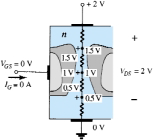 + 2 V
n
+
1.5 V
1.5 V
V_GS = 0 V
1 V
1 V
V_DS = 2 V
I_G = 0 A
0.5 V
0.5 V
–
0 V